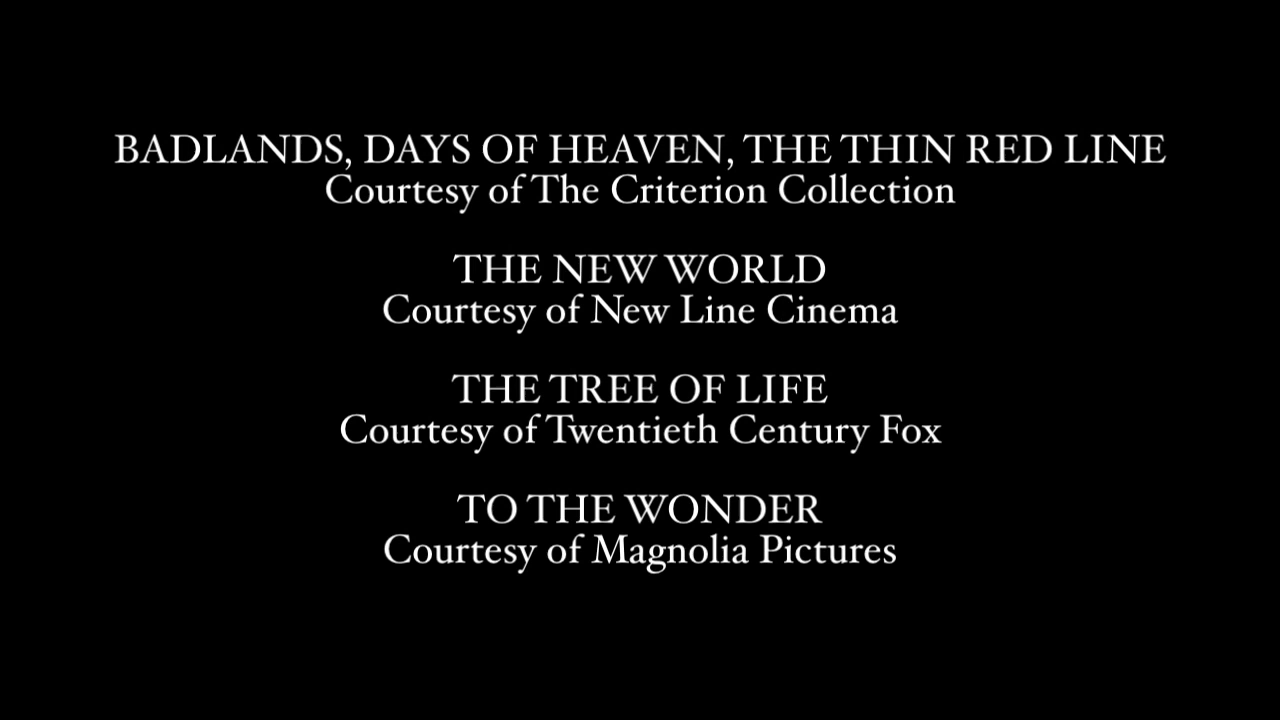 BADLANDS, DAYS OF HEAVEN, THE THIN RED LINE
Courtesy of The Criterion Collection
THE NEW WORLD
Courtesy of New Line Cinema
THE TREE OF LIFE
Courtesy of Twentieth Century Fox
TO THE WONDER
Courtesy of Magnolia Pictures